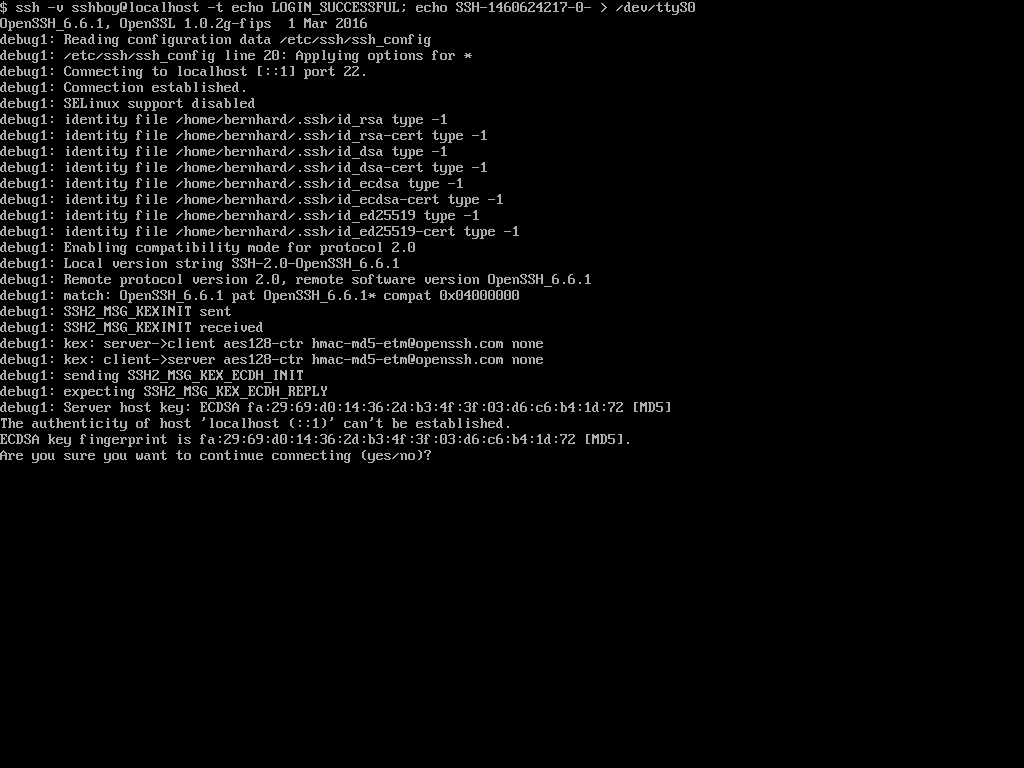 $ ssh -v sshboy@localhost -t echo LOGIN_SUCCESSFUL; echo SSH-1460624217-0- > /dev/ttyS0
OpenSSH_6.6.1, OpenSSL 1.0.2g-fips  1 Mar 2016
debug1: Reading configuration data /etc/ssh/ssh_config
debug1: /etc/ssh/ssh_config line 20: Applying options for *
debug1: Connecting to localhost [::1] port 22.
debug1: Connection established.
debug1: SELinux support disabled
debug1: identity file /home/bernhard/.ssh/id_rsa type -1
debug1: identity file /home/bernhard/.ssh/id_rsa-cert type -1
debug1: identity file /home/bernhard/.ssh/id_dsa type -1
debug1: identity file /home/bernhard/.ssh/id_dsa-cert type -1
debug1: identity file /home/bernhard/.ssh/id_ecdsa type -1
debug1: identity file /home/bernhard/.ssh/id_ecdsa-cert type -1
debug1: identity file /home/bernhard/.ssh/id_ed25519 type -1
debug1: identity file /home/bernhard/.ssh/id_ed25519-cert type -1
debug1: Enabling compatibility mode for protocol 2.0
debug1: Local version string SSH-2.0-OpenSSH_6.6.1
debug1: Remote protocol version 2.0, remote software version OpenSSH_6.6.1
debug1: match: OpenSSH_6.6.1 pat OpenSSH_6.6.1* compat 0x04000000
debug1: SSH2_MSG_KEXINIT sent
debug1: SSH2_MSG_KEXINIT received
debug1: kex: server->client aes128-ctr hmac-md5-etm@openssh.com none
debug1: kex: client->server aes128-ctr hmac-md5-etm@openssh.com none
debug1: sending SSH2_MSG_KEX_ECDH_INIT
debug1: expecting SSH2_MSG_KEX_ECDH_REPLY
debug1: Server host key: ECDSA fa:29:69:d0:14:36:2d:b3:4f:3f:03:d6:c6:b4:1d:72 [MD5]
The authenticity of host 'localhost (::1)' can't be established.
ECDSA key fingerprint is fa:29:69:d0:14:36:2d:b3:4f:3f:03:d6:c6:b4:1d:72 [MD5].
Are you sure you want to continue connecting (yes/no)?